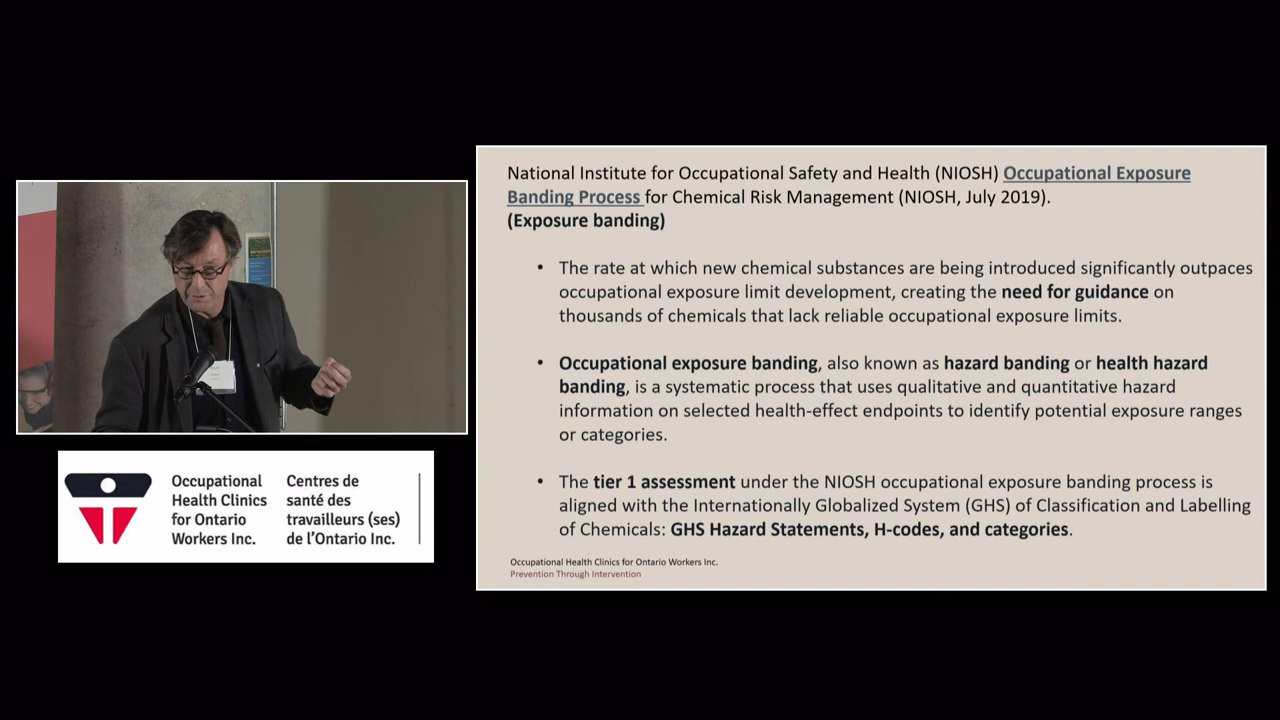 National Institute for Occupational Safety and Health (NIOSH) Occupational Exposure
Banding Process for Chemical Risk Management (NIOSH, July 2019).
(Exposure banding)
• The rate at which new chemical substances are being introduced significantly outpaces
occupational exposure limit development, creating the need for guidance on
thousands of chemicals that lack reliable occupational exposure limits.
• Occupational exposure banding, also known as hazard banding or health hazard
banding, is a systematic process that uses qualitative and quantitative hazard
information on selected health-effect endpoints to identify potential exposure ranges
or categories.
• The tier 1 assessment under the NIOSH occupational exposure banding process is
aligned with the Internationally Globalized System (GHS) of Classification and Labelling
of Chemicals: GHS Hazard Statements, H-codes, and categories.
Occupational Health Clinics for Ontario Workers Inc.
Prevention Through Intervention
Occupational
Health Clinics
for Ontario
Workers Inc.
Centres de
santé des
travailleurs (ses)
de l'Ontario Inc.